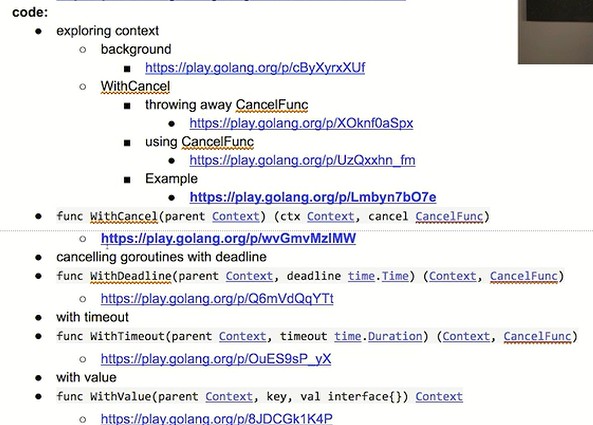 code:
exploring context
background
https://play.golang.org/p/cByXyrxXUf
WithCancel
throwing away CancelFunc
https://play.golang.org/p/XOknf0aSpx
using CancelFunc
https://play.golang.org/p/UzQxxhn_fm
Example
https://play.golang.org/p/Lmbyn7bO7e
func WithCancel(parent Context) (ctx Context, cancel CancelFunc)
https://play.golang.org/p/wvGmvMzIMW
cancelling goroutines with deadline
func WithDeadline(parent Context, deadline time.Time) (Context, CancelFunc)
https://play.golang.org/p/Q6mVdQqYTt
with timeout
func WithTimeout(parent Context, timeout time.Duration) (Context, CancelFunc)
https://play.golang.org/p/OuES9sP_yX
with value
func WithValue(parent Context, key, val interface{}) Context
https://play.golang.org/p/8JDCGk1K4P